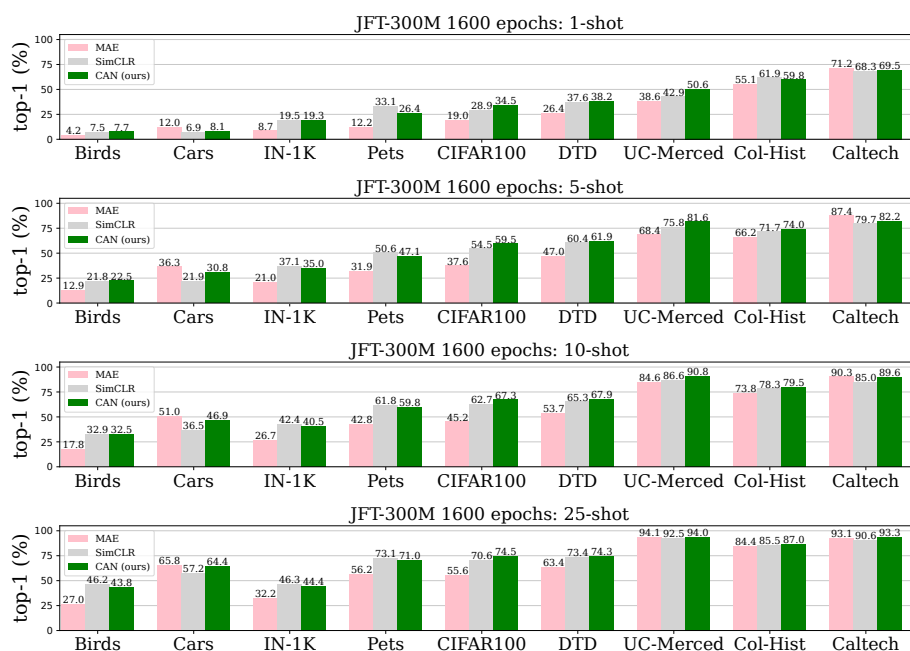 JFT-300M 1600 epochs: 1-shot
top-1 (%)
100
75
50
25
0
MAE
SimCLR
CAN (ours)
4.2 7.5 7.7 12.0 6.9 8.1 8.7 19.5 19.3 12.2 33.1 26.4 19.0 28.9 34.5 26.4 37.6 38.2 38.6 42.9 50.6 55.1 61.9 59.8 71.2 68.3 69.5
Birds Cars IN-1K Pets CIFAR100 DTD UC-Merced Col-Hist Caltech
JFT-300M 1600 epochs: 5-shot
top-1 (%)
100
75
50
25
0
MAE
SimCLR
CAN (ours)
12.9 21.8 22.5 36.3 21.9 30.8 21.0 37.1 35.0 31.9 50.6 47.1 37.6 54.5 59.5 47.0 60.4 61.9 68.4 75.8 81.6 66.2 71.7 74.0 87.4 79.7 82.2
Birds Cars IN-1K Pets CIFAR100 DTD UC-Merced Col-Hist Caltech
JFT-300M 1600 epochs: 10-shot
top-1 (%)
100
75
50
25
0
MAE
SimCLR
CAN (ours)
17.8 32.9 32.5 51.0 36.5 46.9 26.7 42.4 40.5 42.8 61.8 59.8 45.2 62.7 67.3 53.7 65.3 67.9 84.6 86.6 90.8 73.8 78.3 79.5 90.3 85.0 89.6
Birds Cars IN-1K Pets CIFAR100 DTD UC-Merced Col-Hist Caltech
JFT-300M 1600 epochs: 25-shot
top-1 (%)
100
75
50
25
0
MAE
SimCLR
CAN (ours)
27.0 46.2 43.8 65.8 57.2 64.4 32.2 46.3 44.4 56.2 73.1 71.0 55.6 70.6 74.5 63.4 73.4 74.3 94.1 92.5 94.0 84.4 85.5 87.0 93.1 90.6 93.3
Birds Cars IN-1K Pets CIFAR100 DTD UC-Merced Col-Hist Caltech